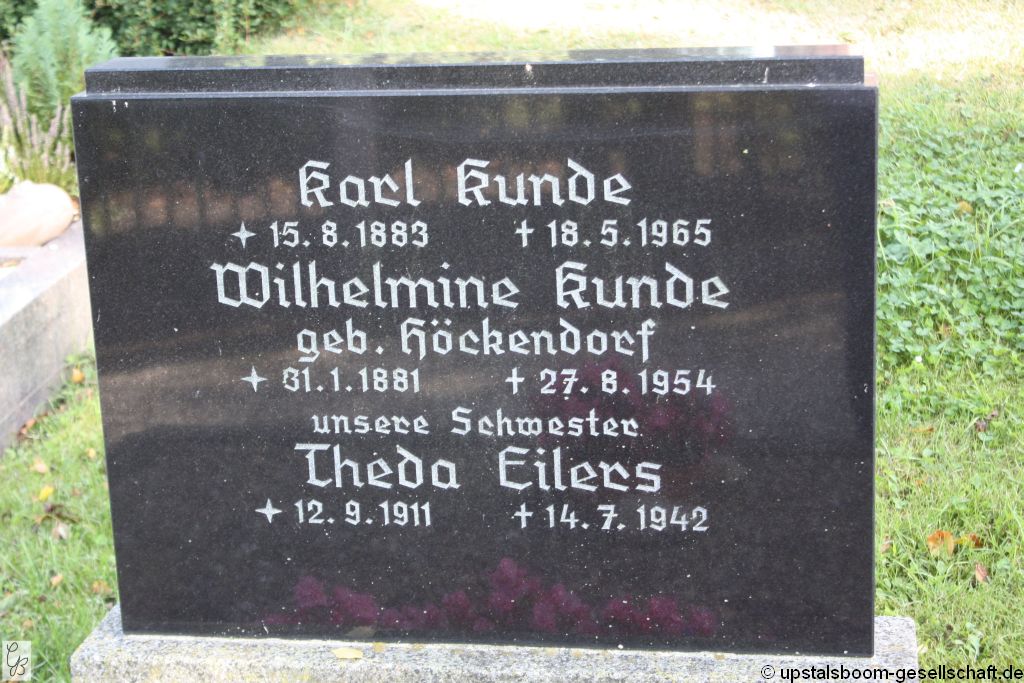 Karl Kunde
✦ 15. 8. 1883 † 18. 5. 1965
Wilhelmine Kunde
geb. Höckendorf
✦ 31. 1. 1881 † 27. 8. 1954
unsere Schwester
Theda Eilers
✦ 12. 9. 1911 † 14. 7. 1942
© upstalsboom-gesellschaft.de